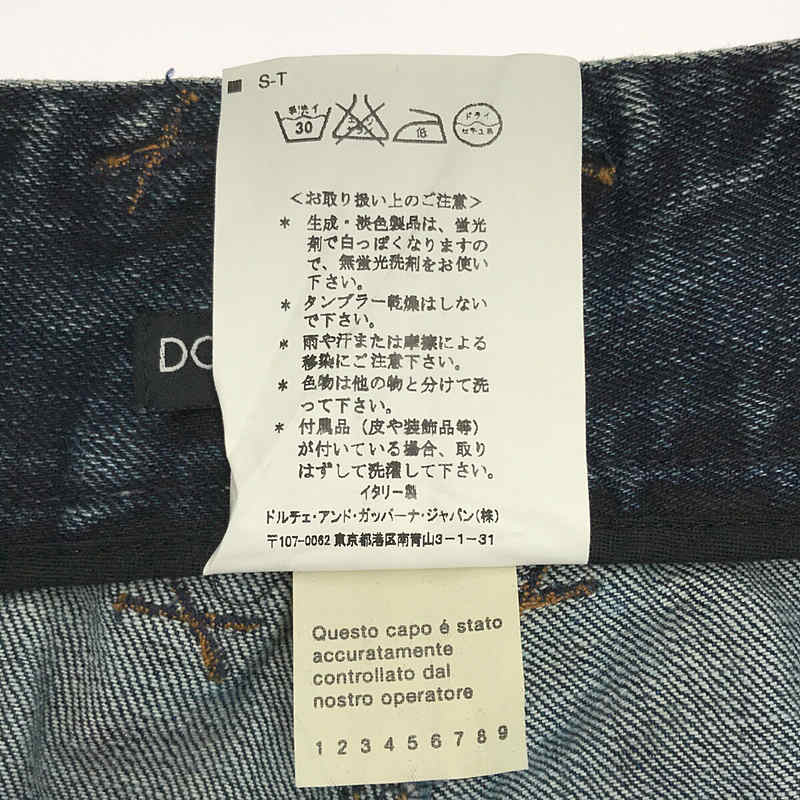 S-T
30
低
ドライ
セキユ系
<お取り扱い上のご注意>
* 生成・淡色製品は、蛍光
剤で白っぽくなりますの
で、無蛍光洗剤をお使い
下さい。
* タンブラー乾燥はしない
で下さい。
* 雨や汗または摩擦による
移染にご注意下さい。
* 色物は他の物と分けて洗
って下さい。
* 付属品（皮や装飾品等）
が付いている場合、取り
はずして洗濯して下さい。
イタリー製
ドルチェ・アンド・ガッバーナ・ジャパン(株)
〒107-0062 東京都港区南青山3-1-31
DO
Questo capo é stato
accuratamente
controllato dal
nostro operatore
1 2 3 4 5 6 7 8 9